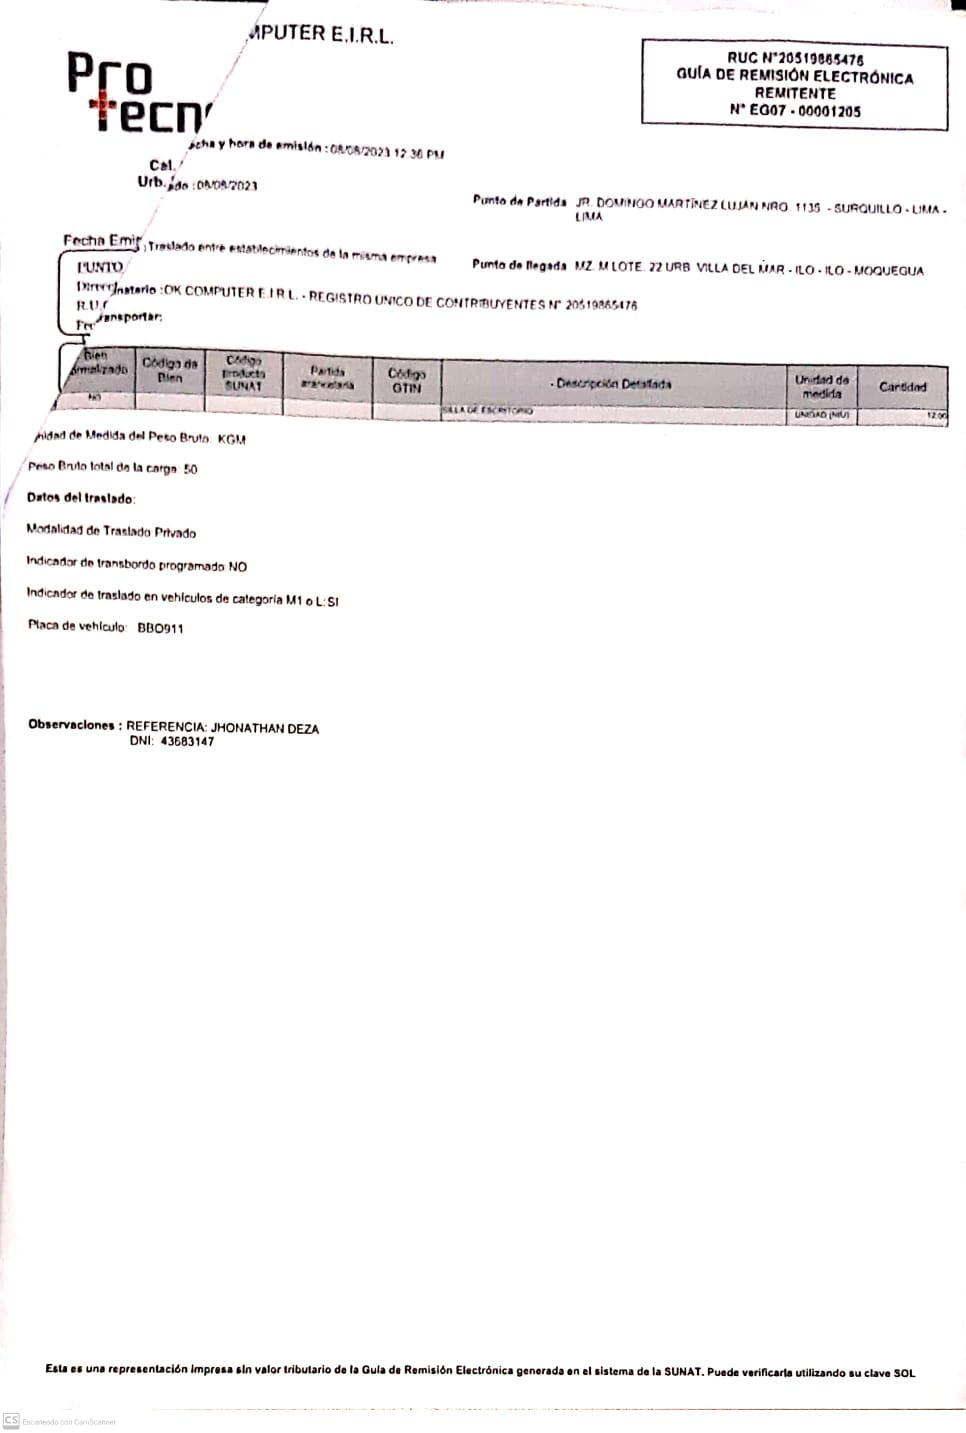 MPUTER E.I.R.L.
Pro
tecn
RUC N°20519865476
GUÍA DE REMISIÓN ELECTRÓNICA
REMITENTE
N° EG07 - 00001205
cha y hora de emisión : 08/08/2023 12:36 PM
Cal.
Urb.
ado : 08/08/2023
Punto de Partida JR. DOMINGO MARTÍNEZ LUJÁN NRO. 1135 - SURQUILLO - LIMA -
LIMA
Fecha Emi
Traslado entre establecimientos de la misma empresa
PUNTO
Punto de llegada MZ. M LOTE. 22 URB. VILLA DEL MAR - ILO - ILO - MOQUEGUA
Direc
inatario : OK COMPUTER E.I.R.L. - REGISTRO UNICO DE CONTRIBUYENTES N° 20519865476
R.U.C
ansportar:
Fec
Bien
ormalizado
Código de
Bien
Código
producto
SUNAT
Partida
arancelaria
Código
GTIN
Descripción Detallada
Unidad de
medida
Cantidad
NO
SILLA DE ESCRITORIO
UNIDAD (NIU)
12.00
nidad de Medida del Peso Bruto: KGM
Peso Bruto total de la carga: 50
Datos del traslado:
Modalidad de Traslado Privado
Indicador de transbordo programado NO
Indicador de traslado en vehículos de categoría M1 o L: SI
Placa de vehículo: BBO911
Observaciones : REFERENCIA: JHONATHAN DEZA
DNI: 43683147
Esta es una representación impresa sin valor tributario de la Guía de Remisión Electrónica generada en el sistema de la SUNAT. Puede verificarla utilizando su clave SOL
CS Escaneado con CamScanner